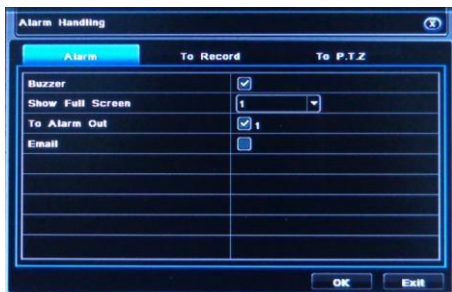 Alarm Handling
Alarm To Record To P.T.Z
Buzzer
Show Full Screen 1
To Alarm Out 1
Email
OK Exit